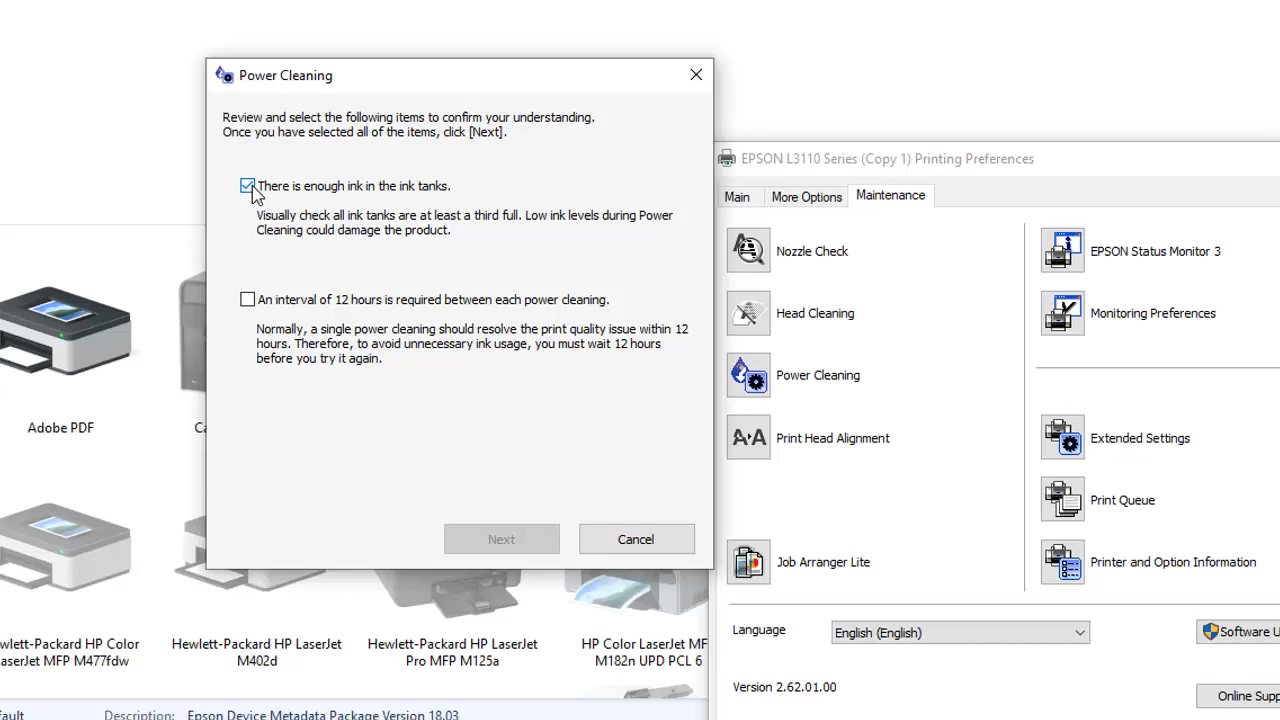 Power Cleaning
Review and select the following items to confirm your understanding.
Once you have selected all of the items, click [Next].
There is enough ink in the ink tanks.
Visually check all ink tanks are at least a third full. Low ink levels during Power
Cleaning could damage the product.
An interval of 12 hours is required between each power cleaning.
Normally, a single power cleaning should resolve the print quality issue within 12
hours. Therefore, to avoid unnecessary ink usage, you must wait 12 hours
before you try it again.
Next
Cancel
EPSON L3110 Series (Copy 1) Printing Preferences
Main
More Options
Maintenance
Nozzle Check
EPSON Status Monitor 3
Head Cleaning
Monitoring Preferences
Power Cleaning
Print Head Alignment
Extended Settings
Print Queue
Job Arranger Lite
Printer and Option Information
Language
English (English)
Software U
Version 2.62.01.00
Online Supp
Adobe PDF
Ca
wlett-Packard HP Color
aserJet MFP M477fdw
Hewlett-Packard HP LaserJet
M402d
Hewlett-Packard HP LaserJet
Pro MFP M125a
HP Color LaserJet MF
M182n UPD PCL 6
fault
Description:
Epson Device Metadata Package Version 18.03